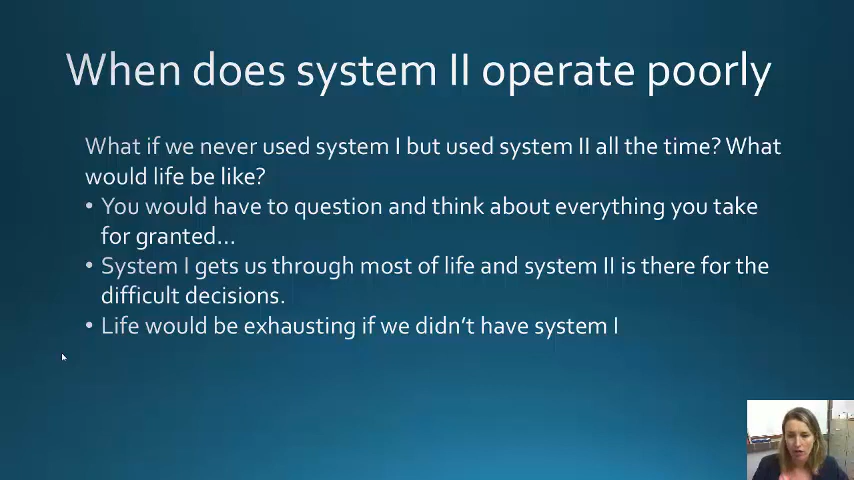 When does system II operate poorly
What if we never used system I but used system II all the time? What
would life be like?
• You would have to question and think about everything you take
for granted...
• System I gets us through most of life and system II is there for the
difficult decisions.
• Life would be exhausting if we didn't have system I